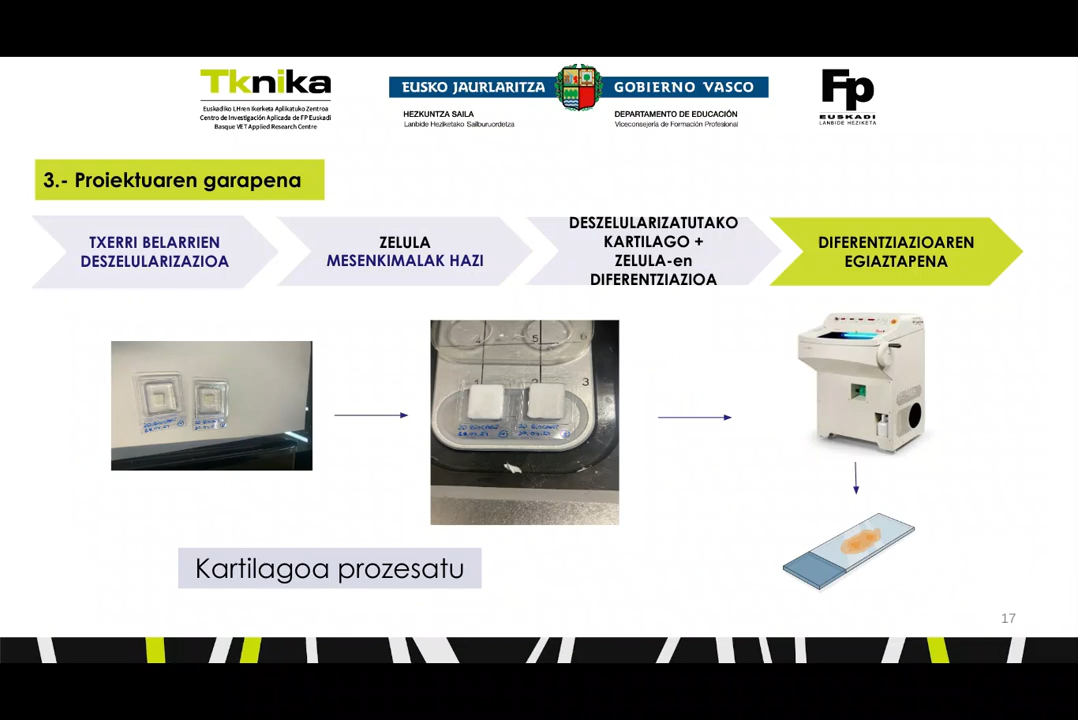 Tknika
Euskadiko LHren Ikerketa Aplikatuko Zentroa
Centro de Investigación Aplicada de FP Euskadi
Basque VET Applied Research Centre
EUSKO JAURLARITZA
GOBIERNO VASCO
HEZKUNTZA SAILA
Lanbide Heziketako Sailburuordetza
DEPARTAMENTO DE EDUCACIÓN
Viceconsejería de Formación Profesional
Fp
EUSKADI
LANBIDE HEZIKETA
3.- Proiektuaren garapena
TXERRI BELARRIEN
DESZELULARIZAZIOA
ZELULA
MESENKIMALAK HAZI
DESZELULARIZATUTAKO
KARTILAGO +
ZELULA-en
DIFERENTZIAZIOA
DIFERENTZIAZIOAREN
EGIAZTAPENA
4
5
6
1
2
3
Kartilagoa prozesatu
17